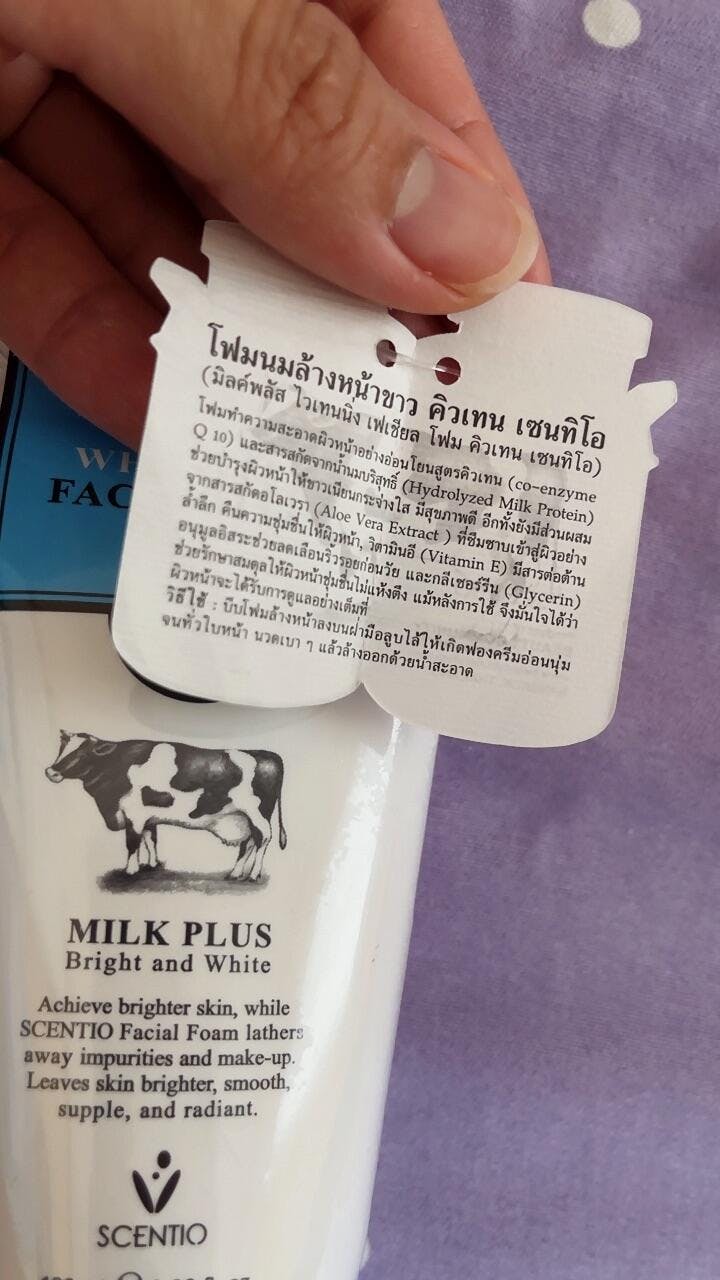 โฟมนมล้างหน้าขาว คิวเทน เซนทิโอ
(มิลค์พลัส ไวเทนนิ่ง เฟเชียล โฟม คิวเทน เซนทิโอ)
โฟมทำความสะอาดผิวหน้าอย่างอ่อนโยนสูตรคิวเทน (co-enzyme
Q 10) และสารสกัดจากน้ำนมบริสุทธิ์ (Hydrolyzed Milk Protein)
ช่วยบำรุงผิวหน้าให้ขาวเนียนกระจ่างใส มีสุขภาพดี อีกทั้งยังมีส่วนผสม
จากสารสกัดอโลเวรา (Aloe Vera Extract ) ที่ซึมซาบเข้าสู่ผิวอย่าง
ล้ำลึก คืนความชุ่มชื่นให้ผิวหน้า, วิตามินอี (Vitamin E) มีสารต่อต้าน
อนุมูลอิสระช่วยลดเลือนริ้วรอยก่อนวัย และกลีเซอร์รีน (Glycerin)
ช่วยรักษาสมดุลให้ผิวหน้าชุ่มชื่นไม่แห้งตึง แม้หลังการใช้ จึงมั่นใจได้ว่า
ผิวหน้าจะได้รับการดูแลอย่างเต็มที่
วิธีใช้ : บีบโฟมล้างหน้าลงบนฝ่ามือลูบไล้ให้เกิดฟองครีมอ่อนนุ่ม
จนทั่วใบหน้า นวดเบา ๆ แล้วล้างออกด้วยน้ำสะอาด
WH
FAC
MILK PLUS
Bright and White
Achieve brighter skin, while
SCENTIO Facial Foam lathers
away impurities and make-up.
Leaves skin brighter, smooth,
supple, and radiant.
SCENTIO